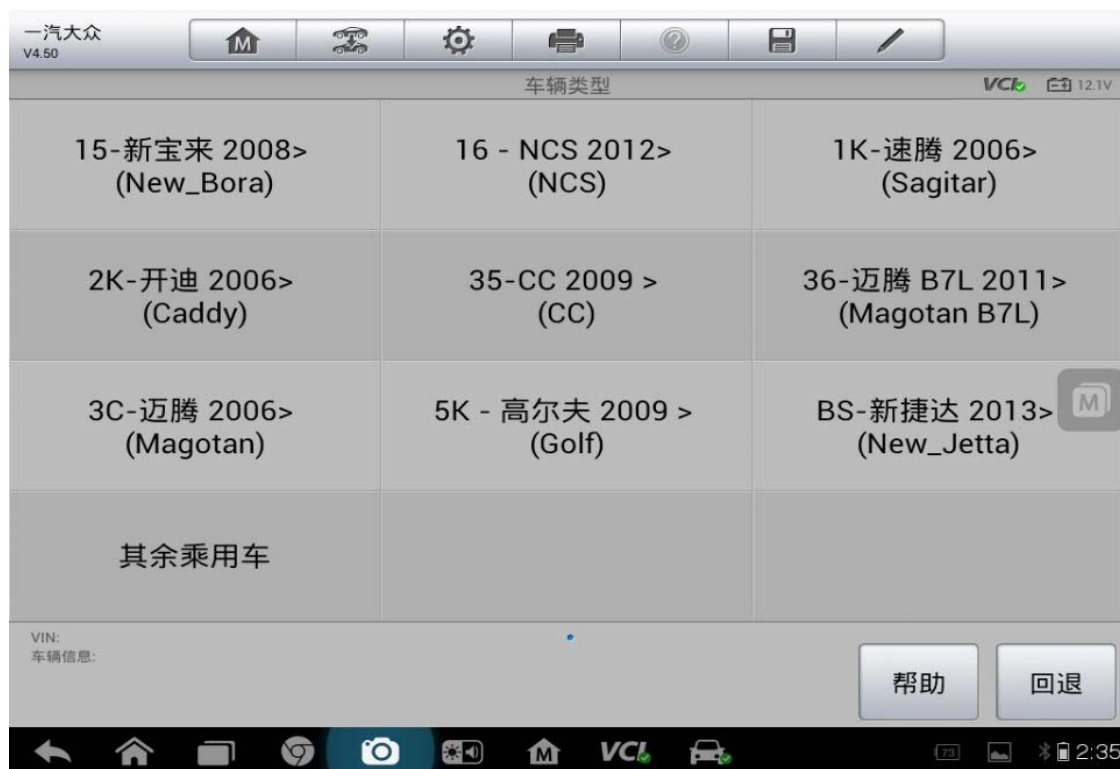 一汽大众
V4.50
车辆类型
VCI
12.1V
15-新宝来 2008>
(New_Bora)
16 - NCS 2012>
(NCS)
1K-速腾 2006>
(Sagitar)
2K-开迪 2006>
(Caddy)
35-CC 2009 >
(CC)
36-迈腾 B7L 2011>
(Magotan B7L)
3C-迈腾 2006>
(Magotan)
5K - 高尔夫 2009 >
(Golf)
BS-新捷达 2013>
(New_Jetta)
M
其余乘用车
VIN:
车辆信息:
帮助
回退
M
VCI
73
2:35